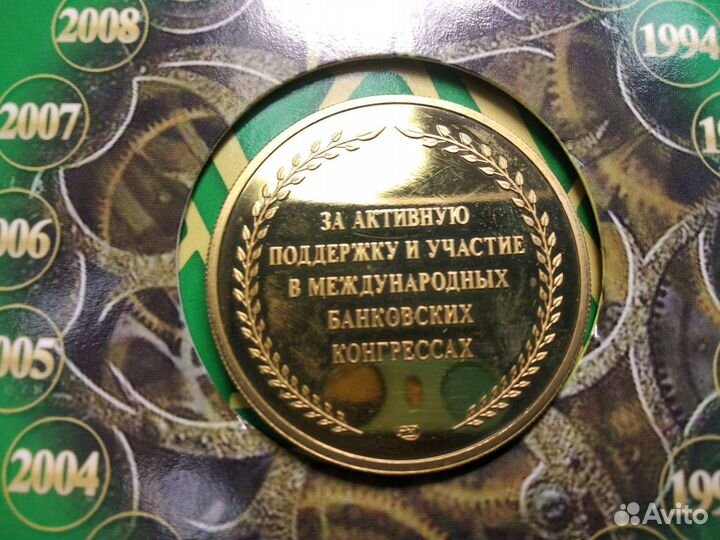 2008
1994
2007
006
005
2004
ЗА АКТИВНУЮ
ПОДДЕРЖКУ И УЧАСТИЕ
В МЕЖДУНАРОДНЫХ
БАНКОВСКИХ
КОНГРЕССАХ
Avito